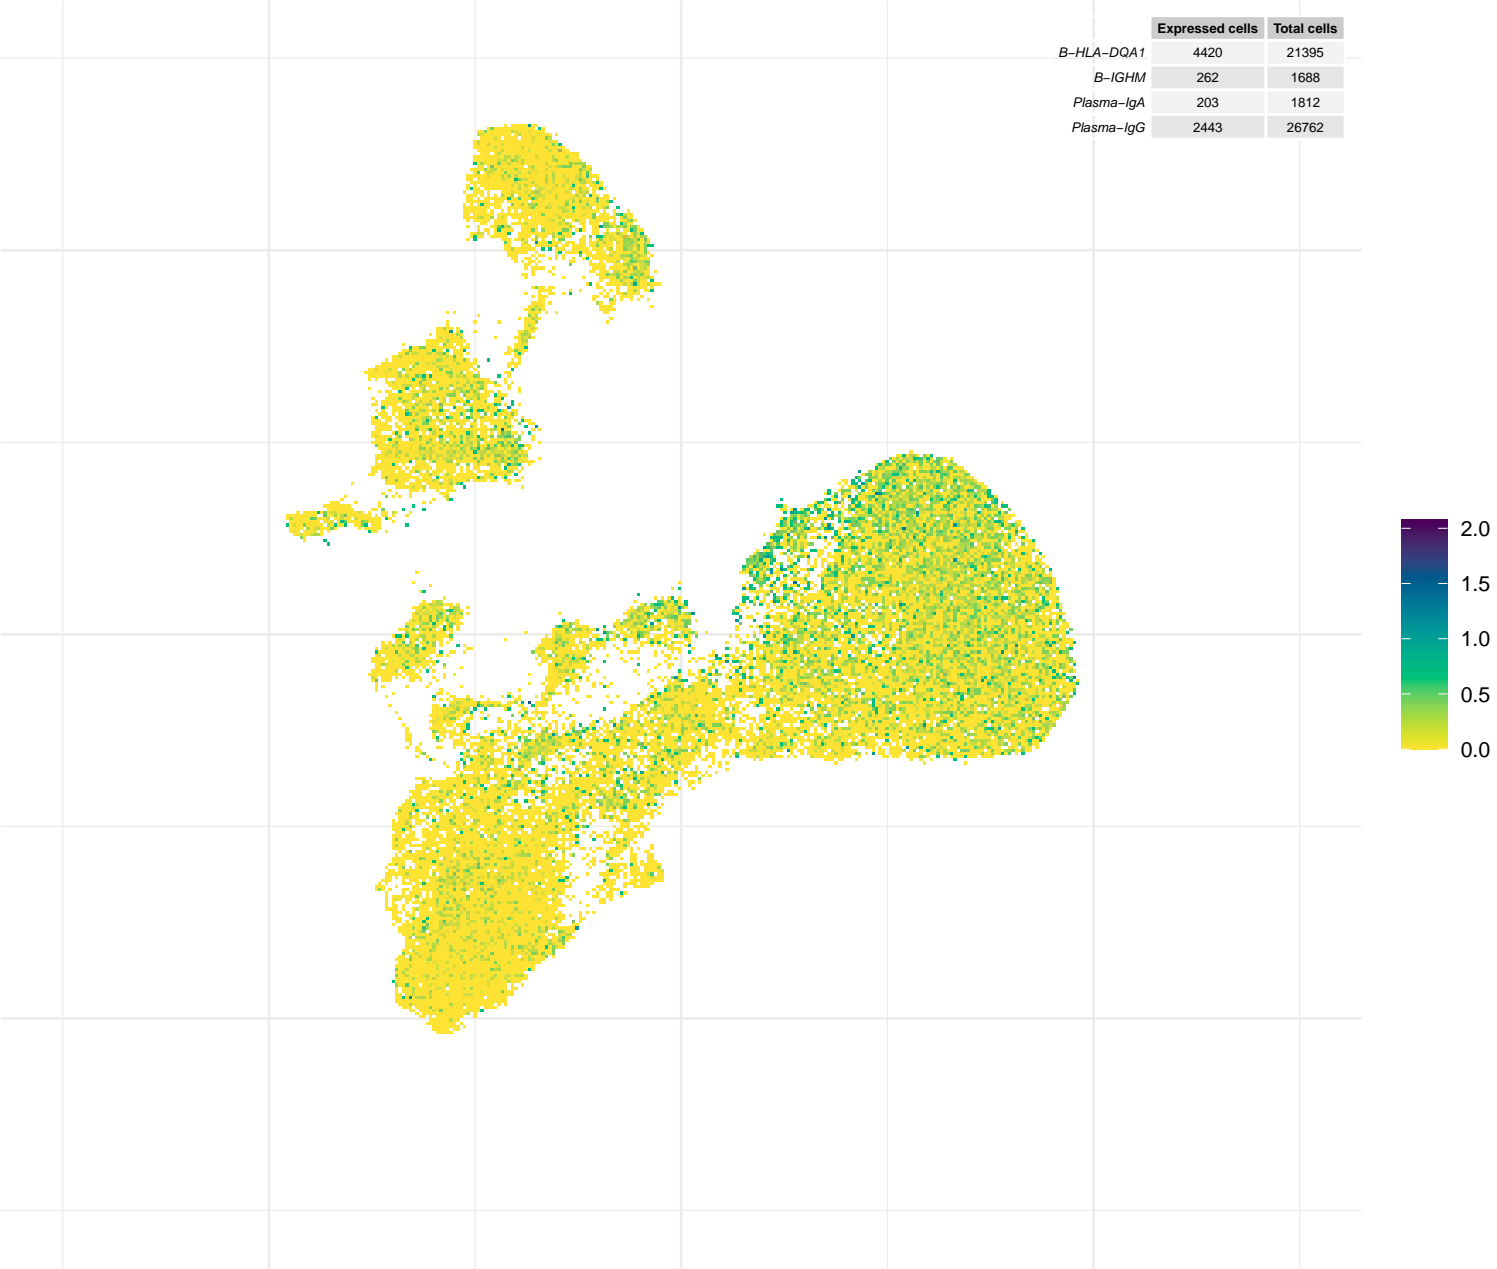 Expressed cells Total cells
B−HLA−DQA1 4420 21395
B−IGHM 262 1688
Plasma−IgA 203 1812
Plasma−IgG 2443 26762
2.0
1.5
1.0
0.5
0.0